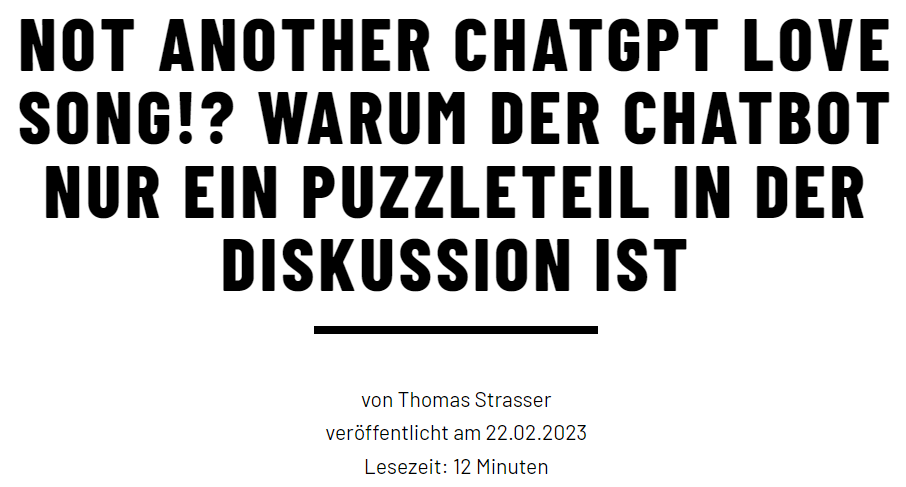 NOT ANOTHER CHATGPT LOVE
SONG!? WARUM DER CHATBOT
NUR EIN PUZZLETEIL IN DER
DISKUSSION IST
von Thomas Strasser
veröffentlicht am 22.02.2023
Lesezeit: 12 Minuten